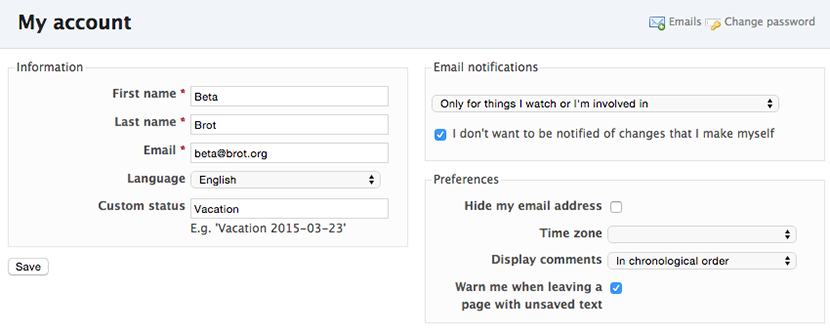 My account
Emails Change password
Information
First name * Beta
Last name * Brot
Email * beta@brot.org
Language English
Custom status Vacation
E.g. 'Vacation 2015-03-23'
Save
Email notifications
Only for things I watch or I'm involved in
I don't want to be notified of changes that I make myself
Preferences
Hide my email address
Time zone
Display comments In chronological order
Warn me when leaving a
page with unsaved text